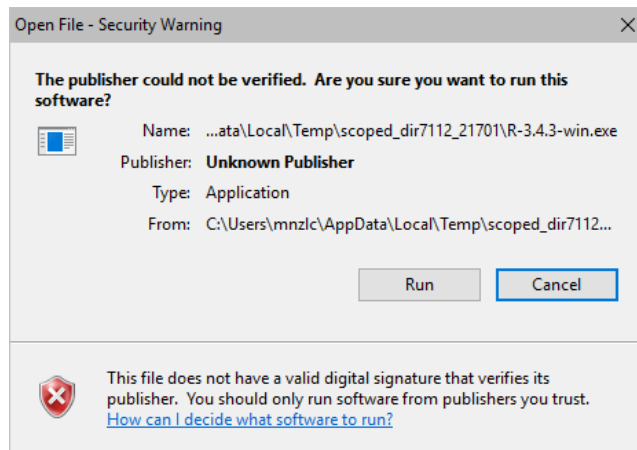 Open File - Security Warning
The publisher could not be verified.  Are you sure you want to run this
software?
Name: ...ata\Local\Temp\scoped_dir7112_21701\R-3.4.3-win.exe
Publisher: Unknown Publisher
Type: Application
From: C:\Users\mnzlc\AppData\Local\Temp\scoped_dir7112...
Run Cancel
This file does not have a valid digital signature that verifies its
publisher.  You should only run software from publishers you trust.
How can I decide what software to run?